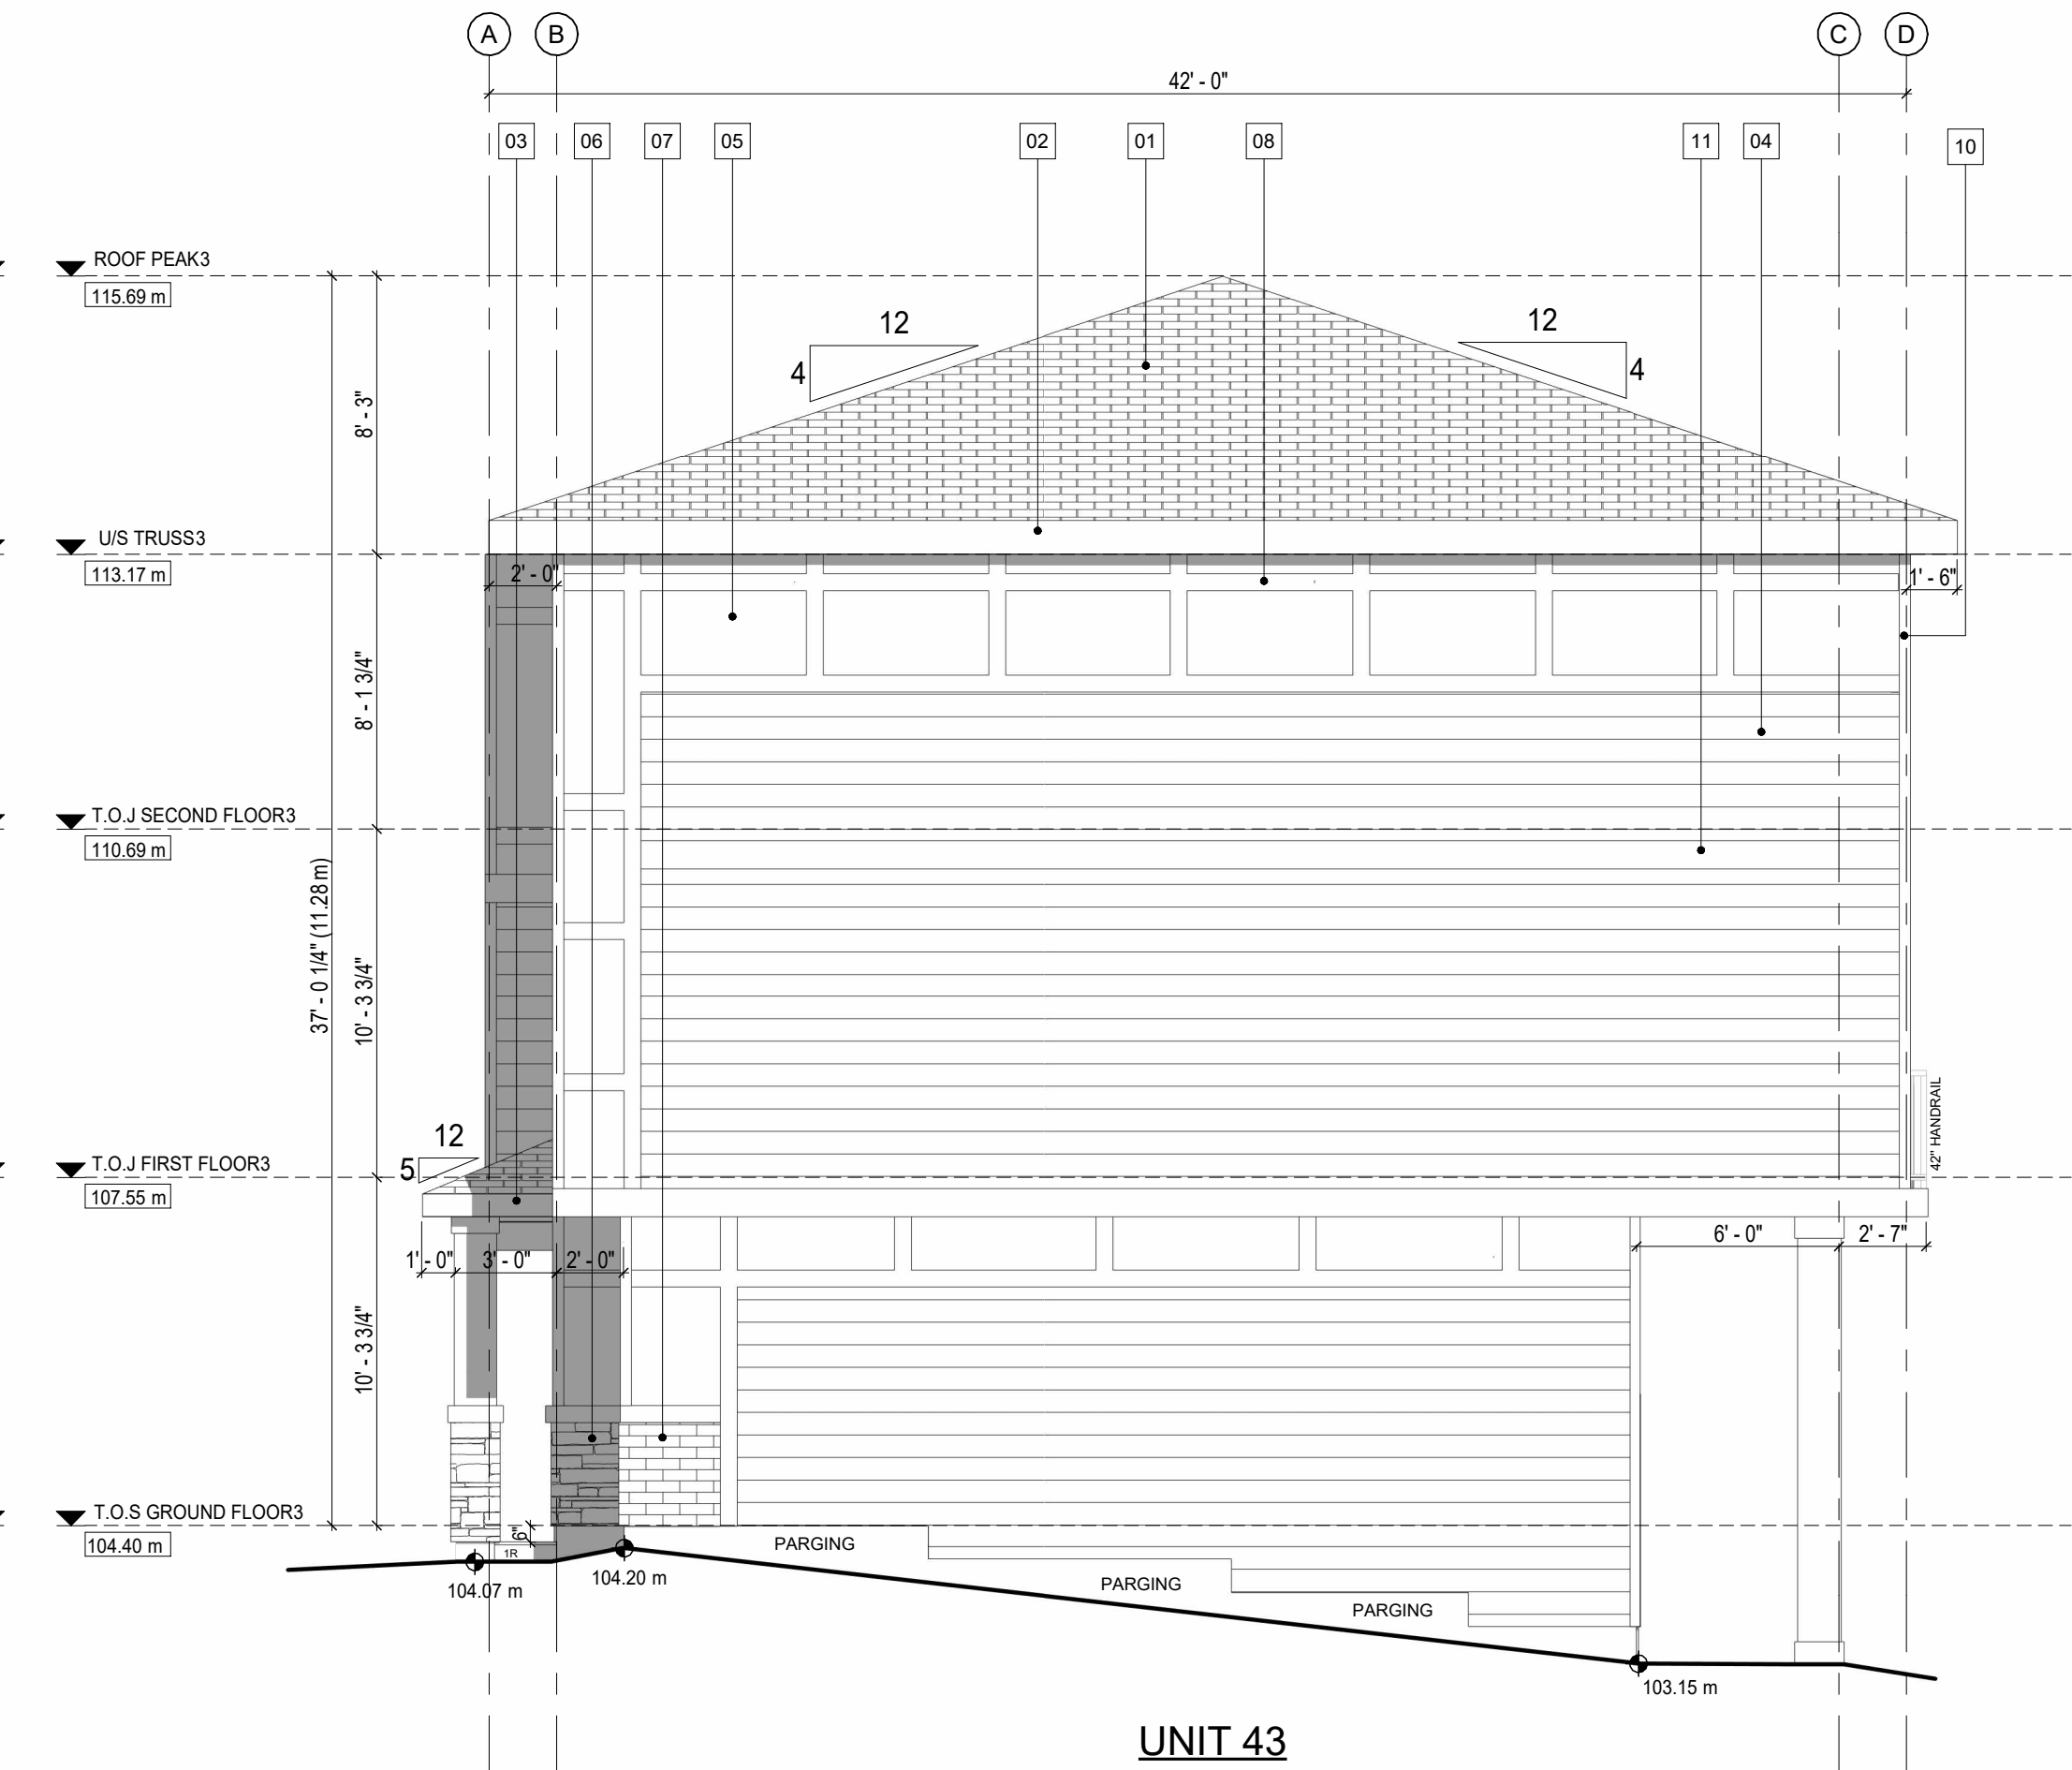 A B C D
42' - 0"
03 06 07 05 02 01 08 11 04 10
ROOF PEAK3
115.69 m
12
4
12
4
8' - 3"
U/S TRUSS3
113.17 m
2' - 0"
1' - 6"
8' - 1 3/4"
T.O.J SECOND FLOOR3
110.69 m
37' - 0 1/4" (11.28m)
10' - 3 3/4"
42" HANDRAIL
12
5
T.O.J FIRST FLOOR3
107.55 m
6' - 0"
2' - 7"
1' - 0"
3' - 0"
2' - 0"
10' - 3 3/4"
T.O.S GROUND FLOOR3
104.40 m
6"
1R
PARGING
104.07 m
104.20 m
PARGING
PARGING
103.15 m
UNIT 43